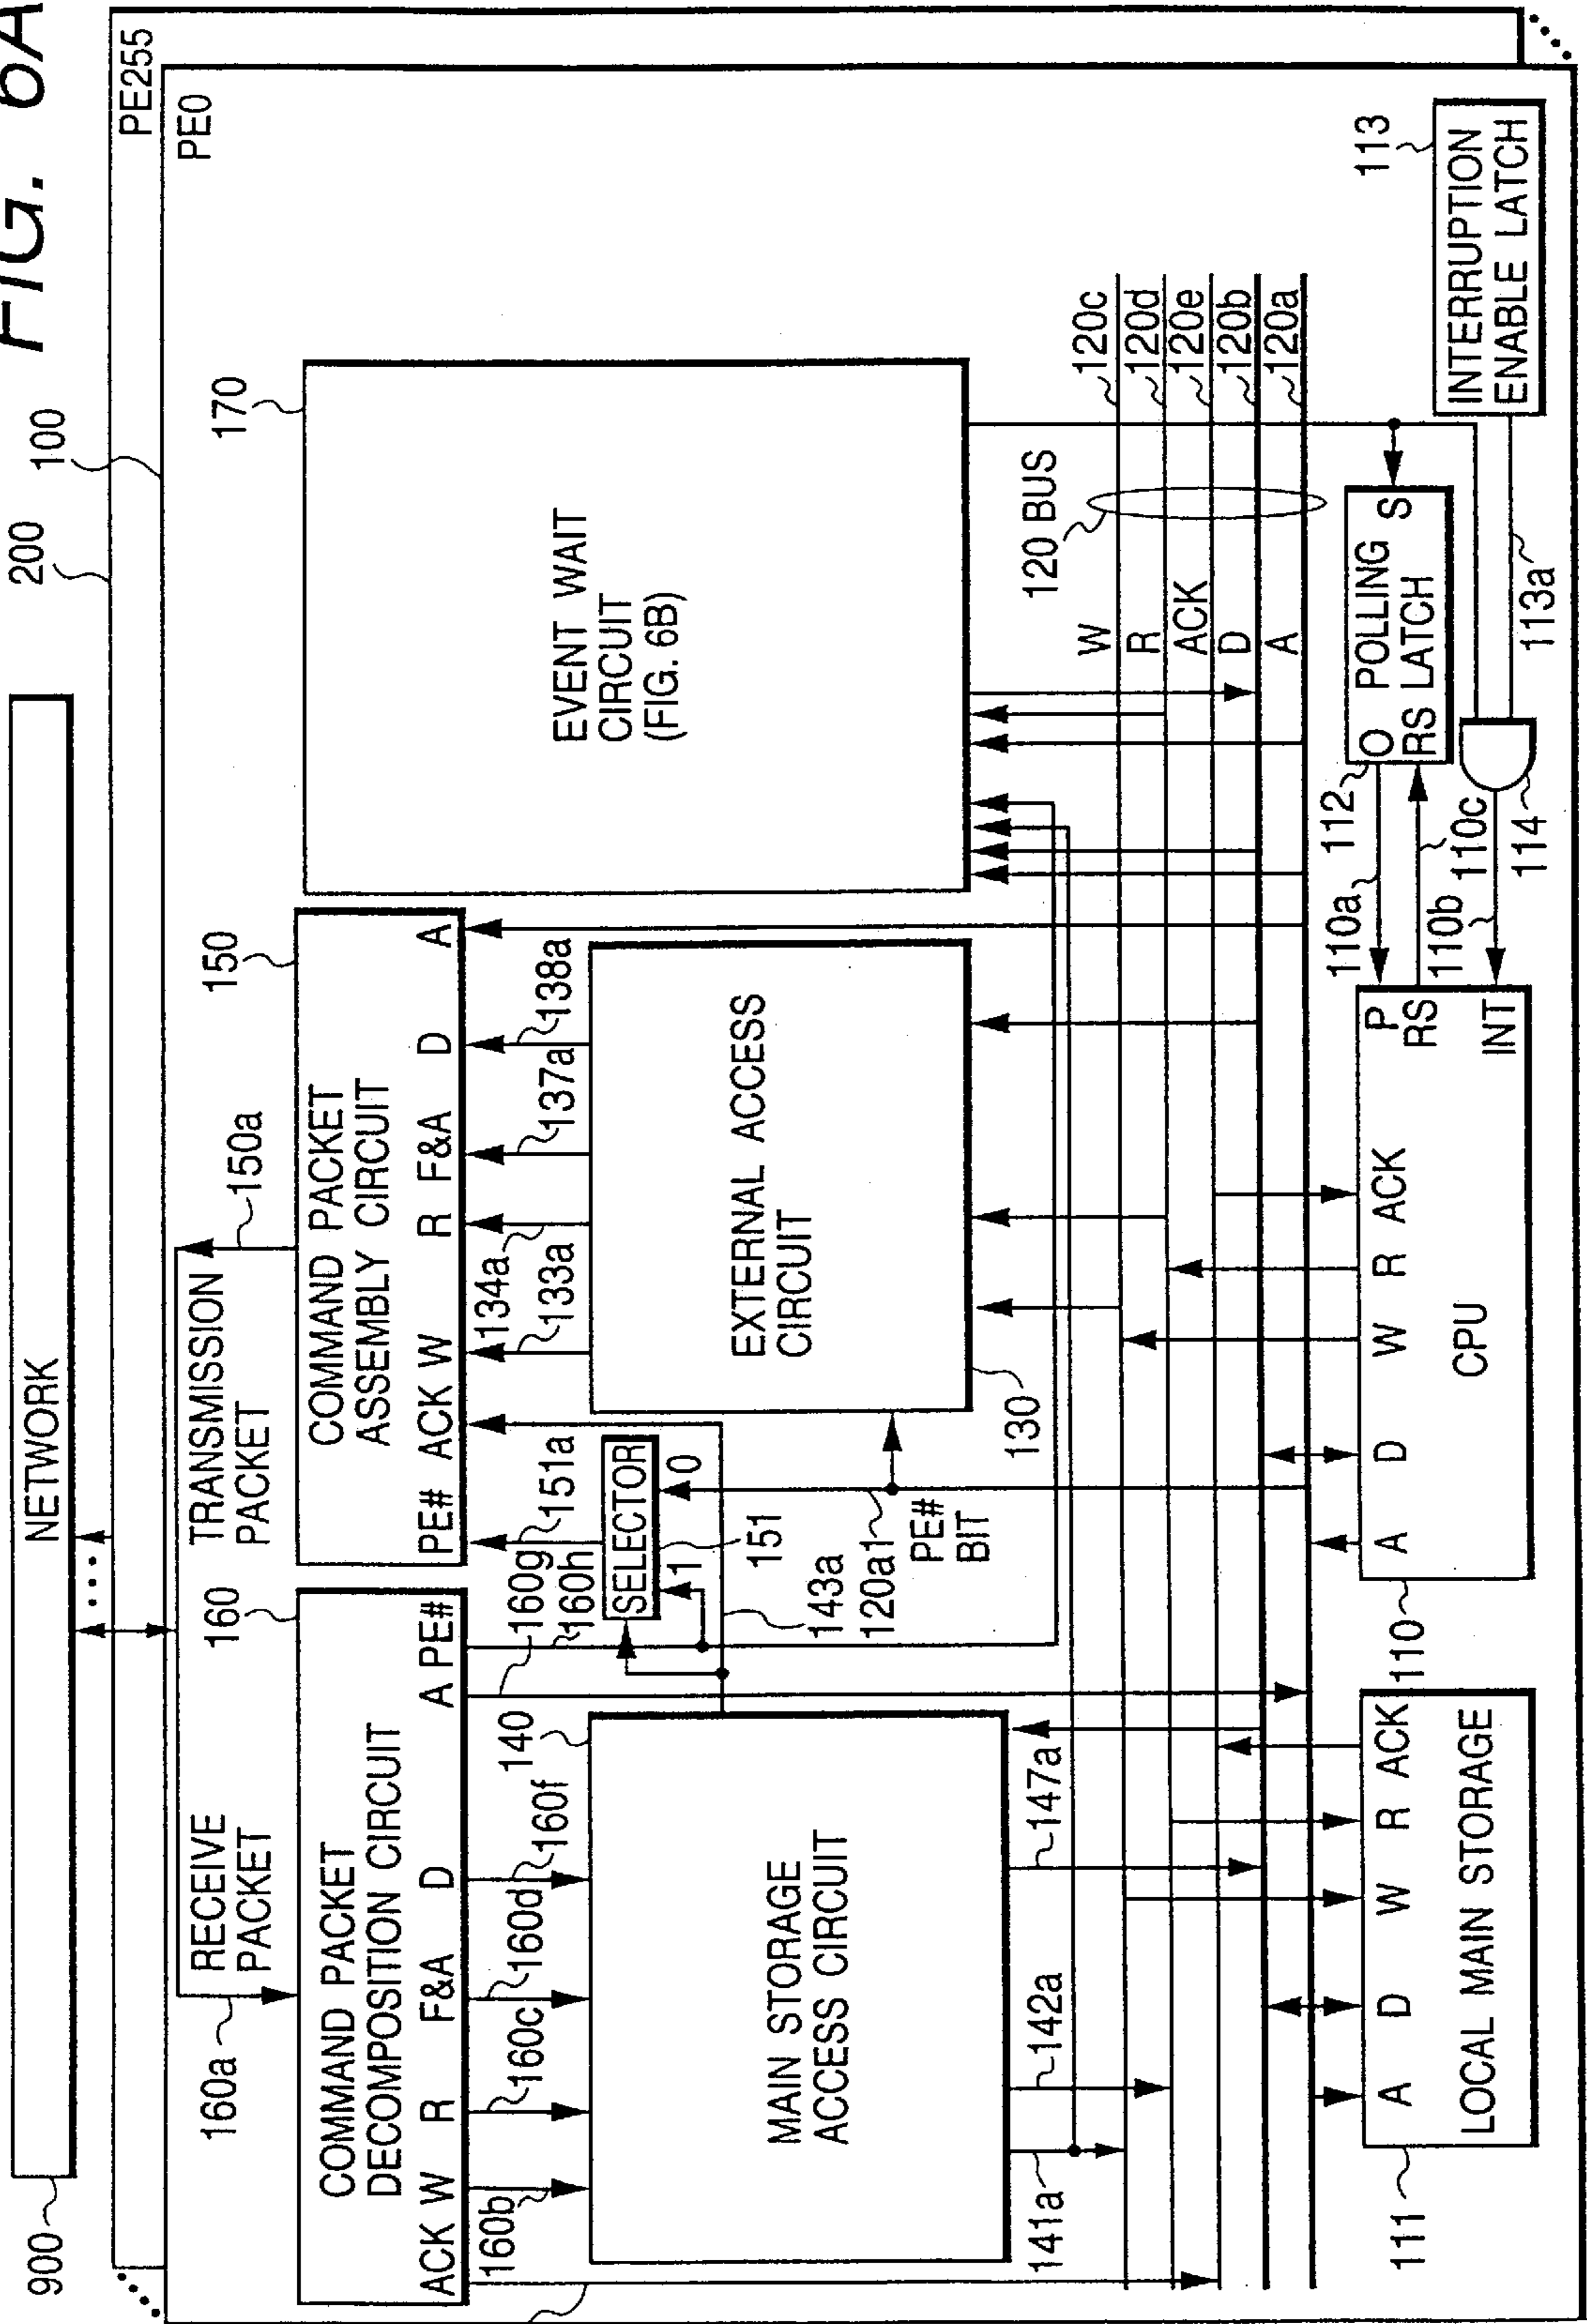 FIG. 6A
900
NETWORK
200
100
PE255
PE0
160a
RECEIVE
PACKET
TRANSMISSION
PACKET
150a
160
150
170
COMMAND PACKET
DECOMPOSITION CIRCUIT
ACK W R F&A D A PE#
COMMAND PACKET
ASSEMBLY CIRCUIT
PE# ACK W R F&A D A
EVENT WAIT
CIRCUIT
(FIG. 6B)
160b
160c
160d
160f
160g
160h
151a
133a
134a
137a
138a
140
MAIN STORAGE
ACCESS CIRCUIT
SELECTOR
1
0
151
143a
120a1
PE#
BIT
EXTERNAL ACCESS
CIRCUIT
130
141a
142a
147a
120 BUS
W
R
ACK
D
A
120c
120d
120e
120b
120a
111
A D W R ACK
LOCAL MAIN STORAGE
110
A D W R ACK
CPU
P
RS
INT
110a
110b
110c
112
O POLLING S
RS LATCH
114
113a
113
INTERRUPTION
ENABLE LATCH